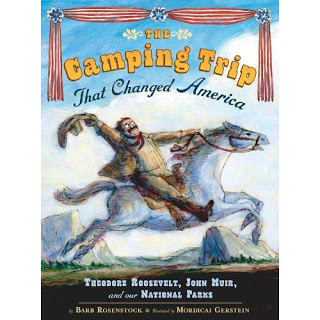 THE
Camping Trip
That Changed America
THEODORE ROOSEVELT, JOHN MUIR,
and our NATIONAL PARKS
by BARB ROSENSTOCK Illustrated by MORDICAI GERSTEIN